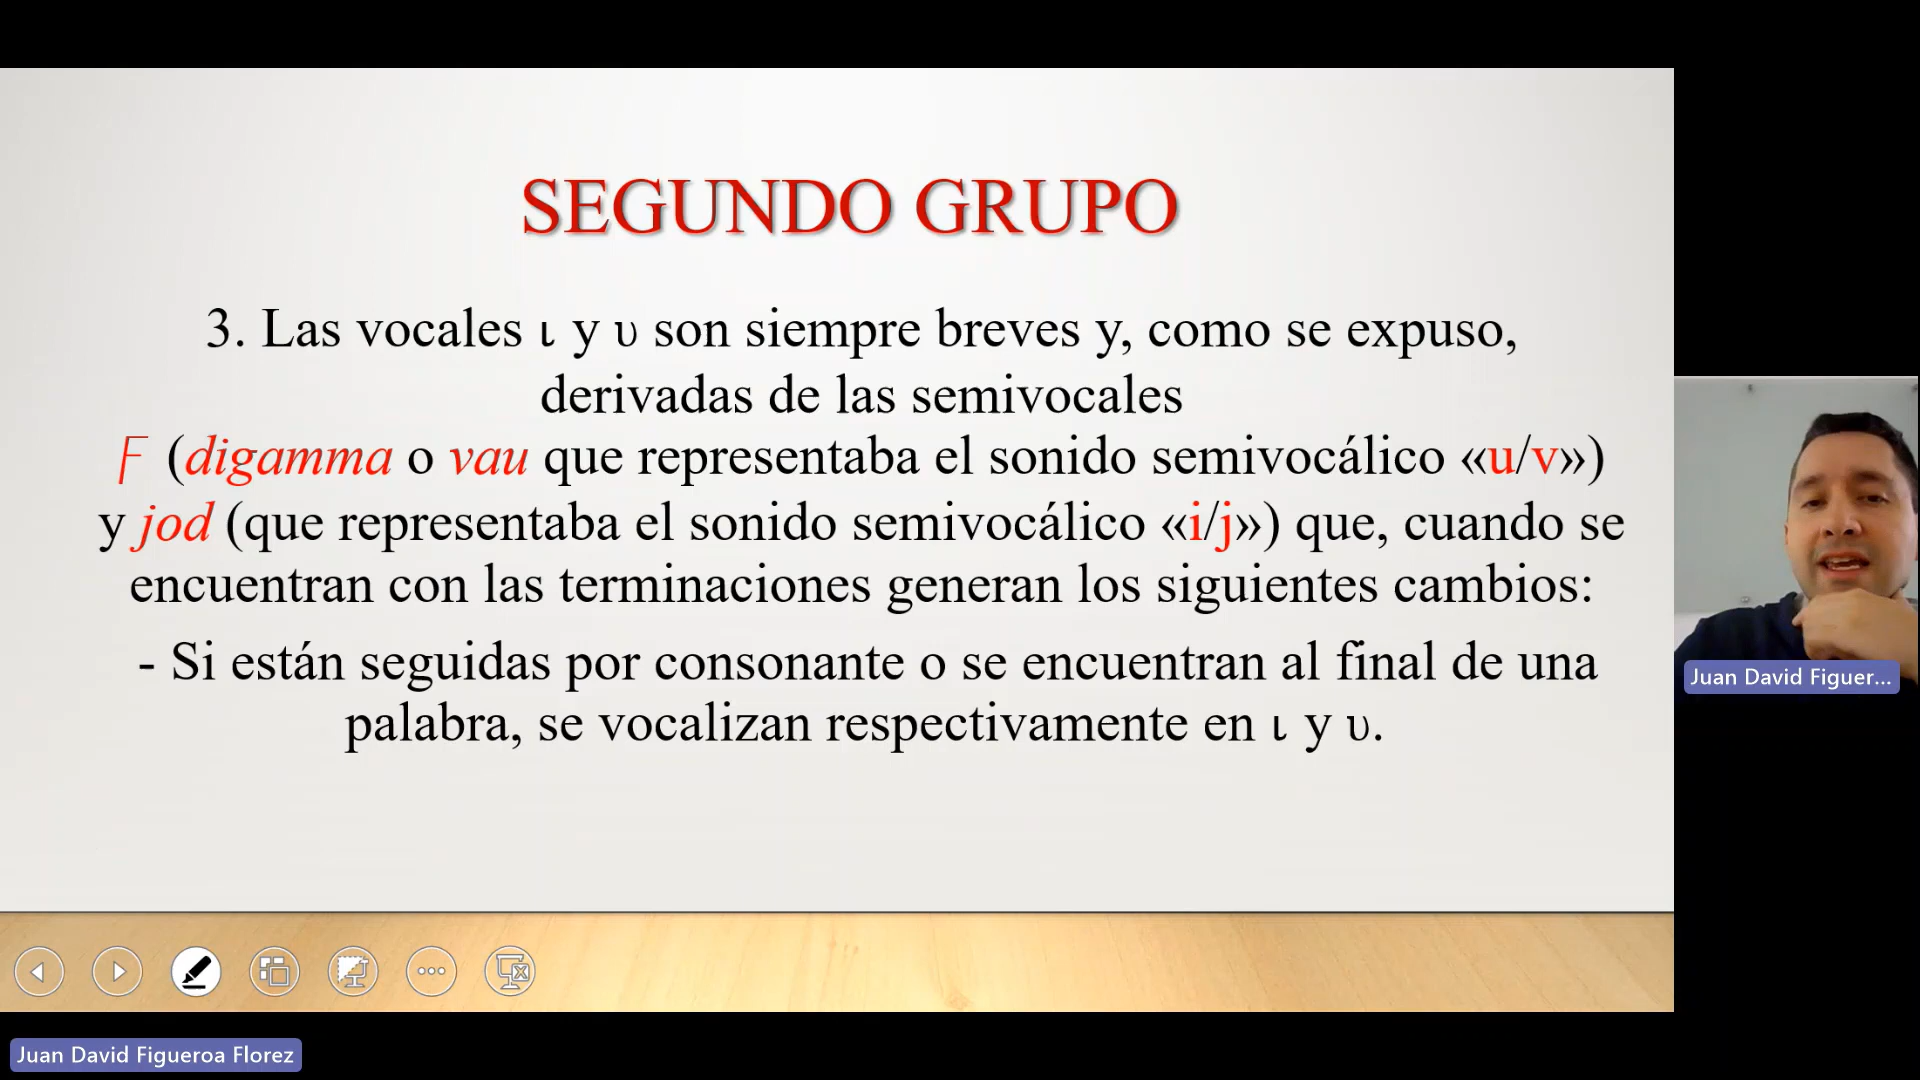 SEGUNDO GRUPO
3. Las vocales ι y υ son siempre breves y, como se expuso,
derivadas de las semivocales
Ϝ (digamma o vau que representaba el sonido semivocálico «u/v»)
y jod (que representaba el sonido semivocálico «i/j») que, cuando se
encuentran con las terminaciones generan los siguientes cambios:
- Si están seguidas por consonante o se encuentran al final de una
palabra, se vocalizan respectivamente en ι y υ.
Juan David Figuer...
Juan David Figueroa Florez